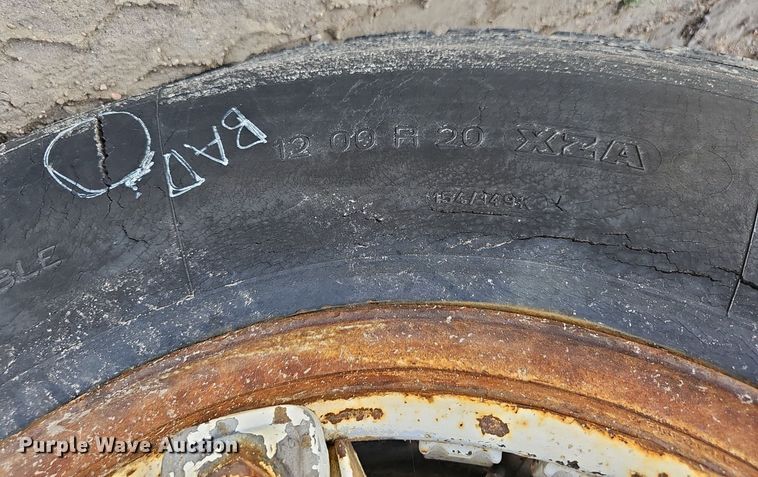 BAD
12 00 R 20 XZA
154/149K
BLE
Purple Wave Auction